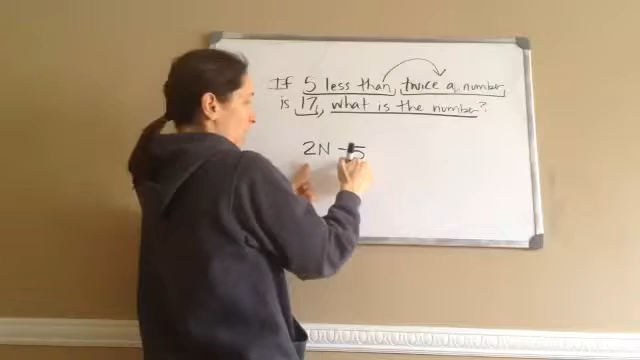 If 5 less than, twice a number,
is 17, what is the number?
2N - 5